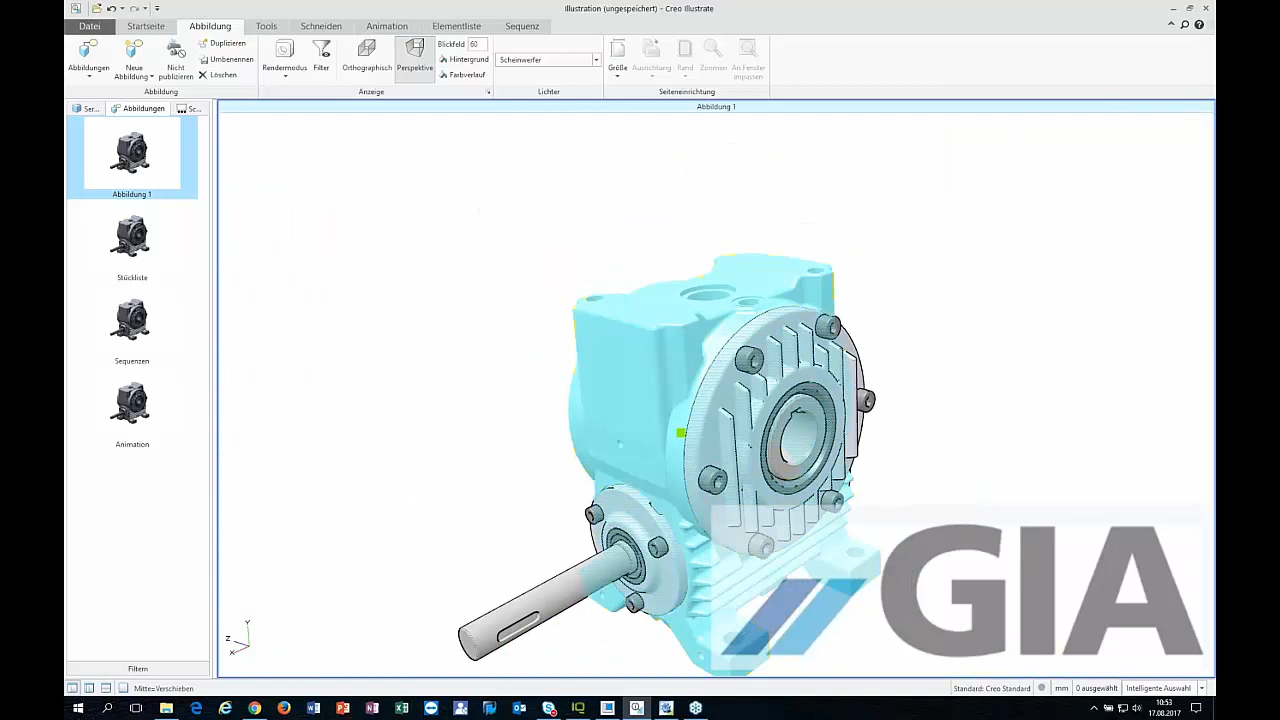 Illustration (ungespeichert) - Creo Illustrate
Datei
Startseite
Abbildung
Tools
Schneiden
Animation
Elementliste
Sequenz
Abbildungen
Neue Abbildung
Nicht publizieren
Duplizieren
Umbenennen
Löschen
Rendermodus
Filter
Orthographisch
Perspektive
Blickfeld 60
Hintergrund
Farbverlauf
Scheinwerfer
Größe
Ausrichtung
Rand
Zoomen
An Fenster anpassen
Abbildung
Anzeige
Lichter
Seiteneinrichtung
Ser...
Abbildungen
Sc...
Abbildung 1
Abbildung 1
Stückliste
Sequenzen
Animation
GIA
Y
Z
X
Filtern
Mitte=Verschieben
Standard: Creo Standard
mm
0 ausgewählt
Intelligente Auswahl
10:53
17.08.2017